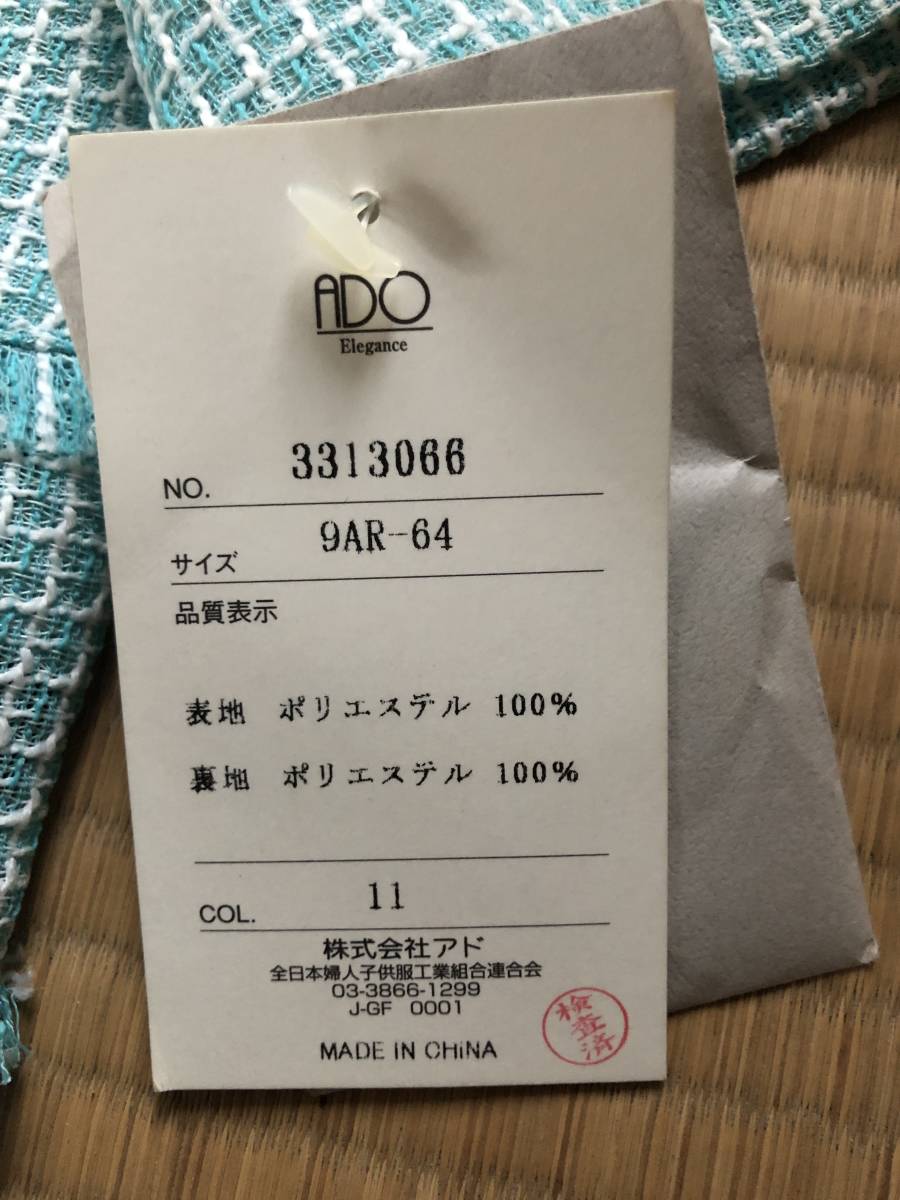 ADO
Elegance
NO. 3313066
サイズ 9AR-64
品質表示
表地 ポリエステル 100%
裏地 ポリエステル 100%
COL. 11
株式会社アド
全日本婦人子供服工業組合連合会
03-3866-1299
J-GF 0001
MADE IN CHINA
検査済